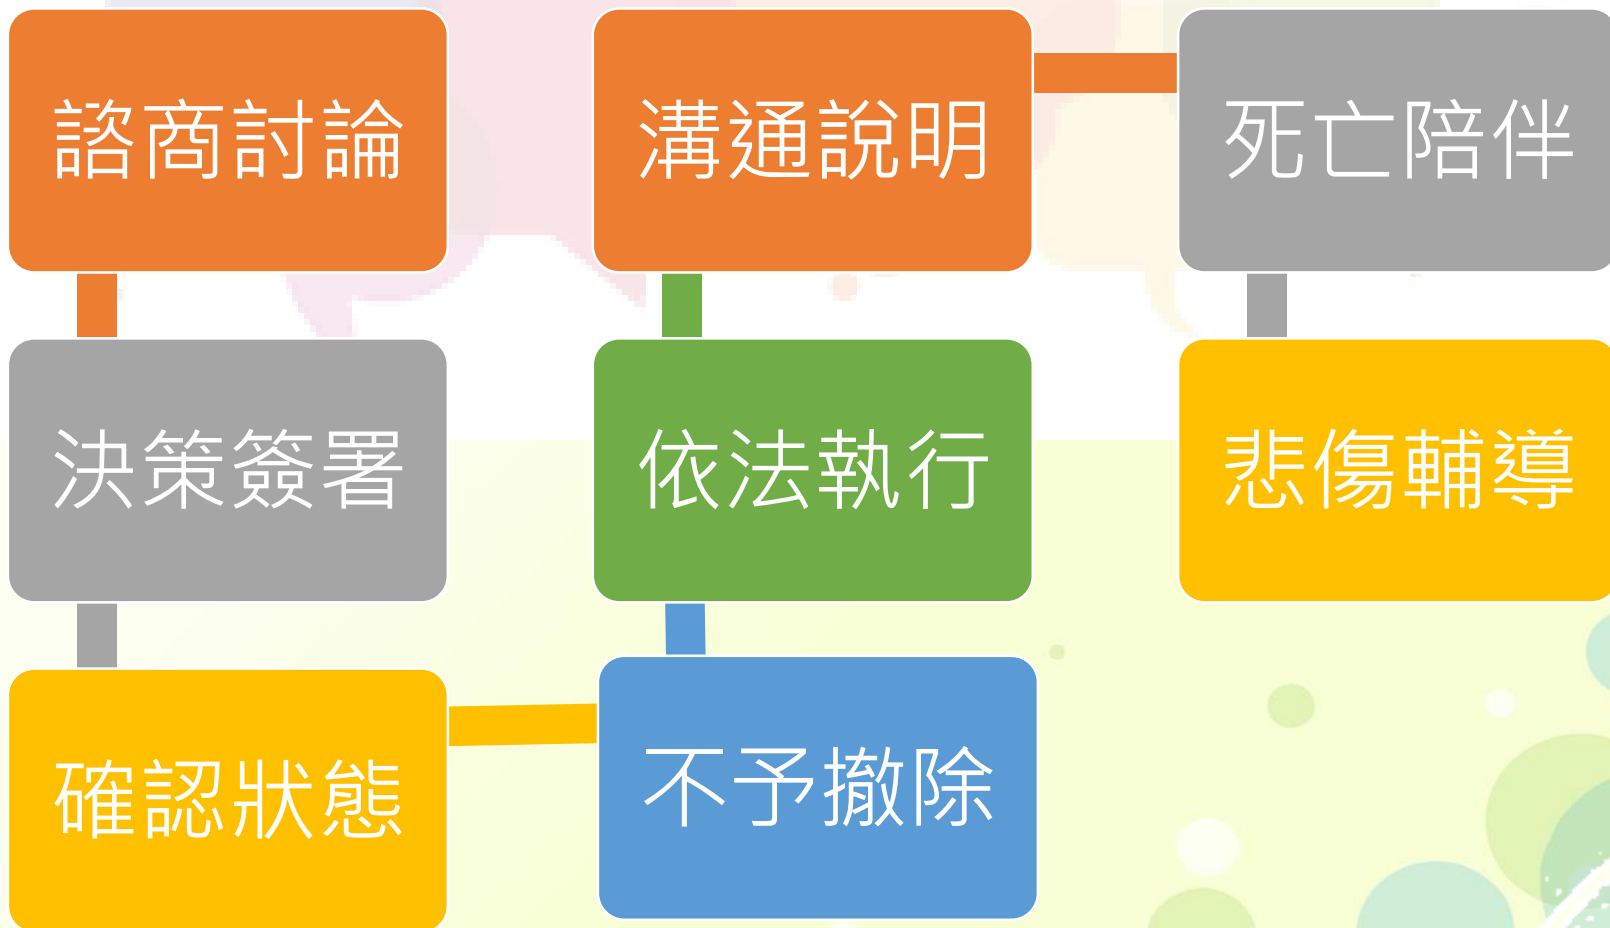 諮商討論
決策簽署
確認狀態
不予撤除
依法執行
溝通說明
死亡陪伴
悲傷輔導